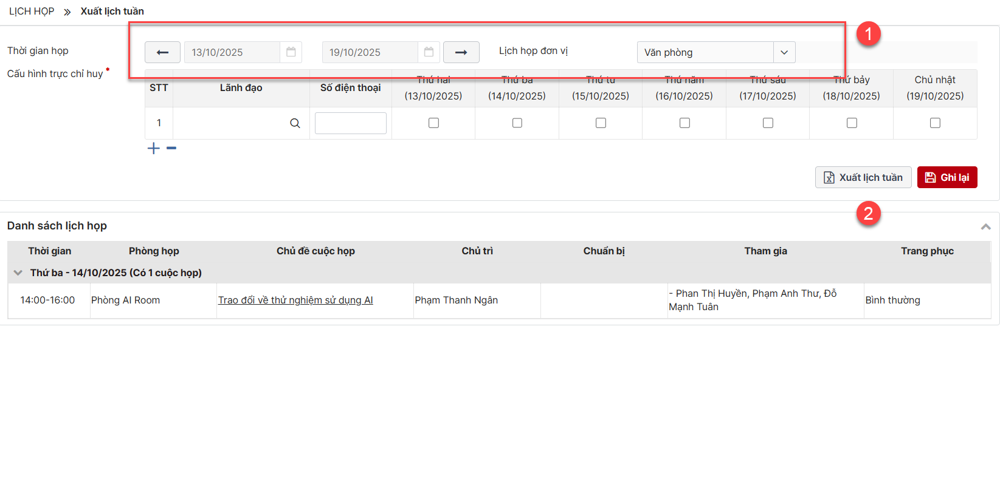 LỊCH HỌP » Xuất lịch tuần
1
Thời gian họp 13/10/2025 19/10/2025 Lịch họp đơn vị Văn phòng
Cấu hình trực chỉ huy *
STT Lãnh đạo Số điện thoại Thứ hai (13/10/2025) Thứ ba (14/10/2025) Thứ tư (15/10/2025) Thứ năm (16/10/2025) Thứ sáu (17/10/2025) Thứ bảy (18/10/2025) Chủ nhật (19/10/2025)
1
Xuất lịch tuần Ghi lại
2
Danh sách lịch họp
Thời gian Phòng họp Chủ đề cuộc họp Chủ trì Chuẩn bị Tham gia Trang phục
Thứ ba - 14/10/2025 (Có 1 cuộc họp)
14:00-16:00 Phòng AI Room Trao đổi về thử nghiệm sử dụng AI Phạm Thanh Ngân - Phan Thị Huyền, Phạm Anh Thư, Đỗ Mạnh Tuân Bình thường